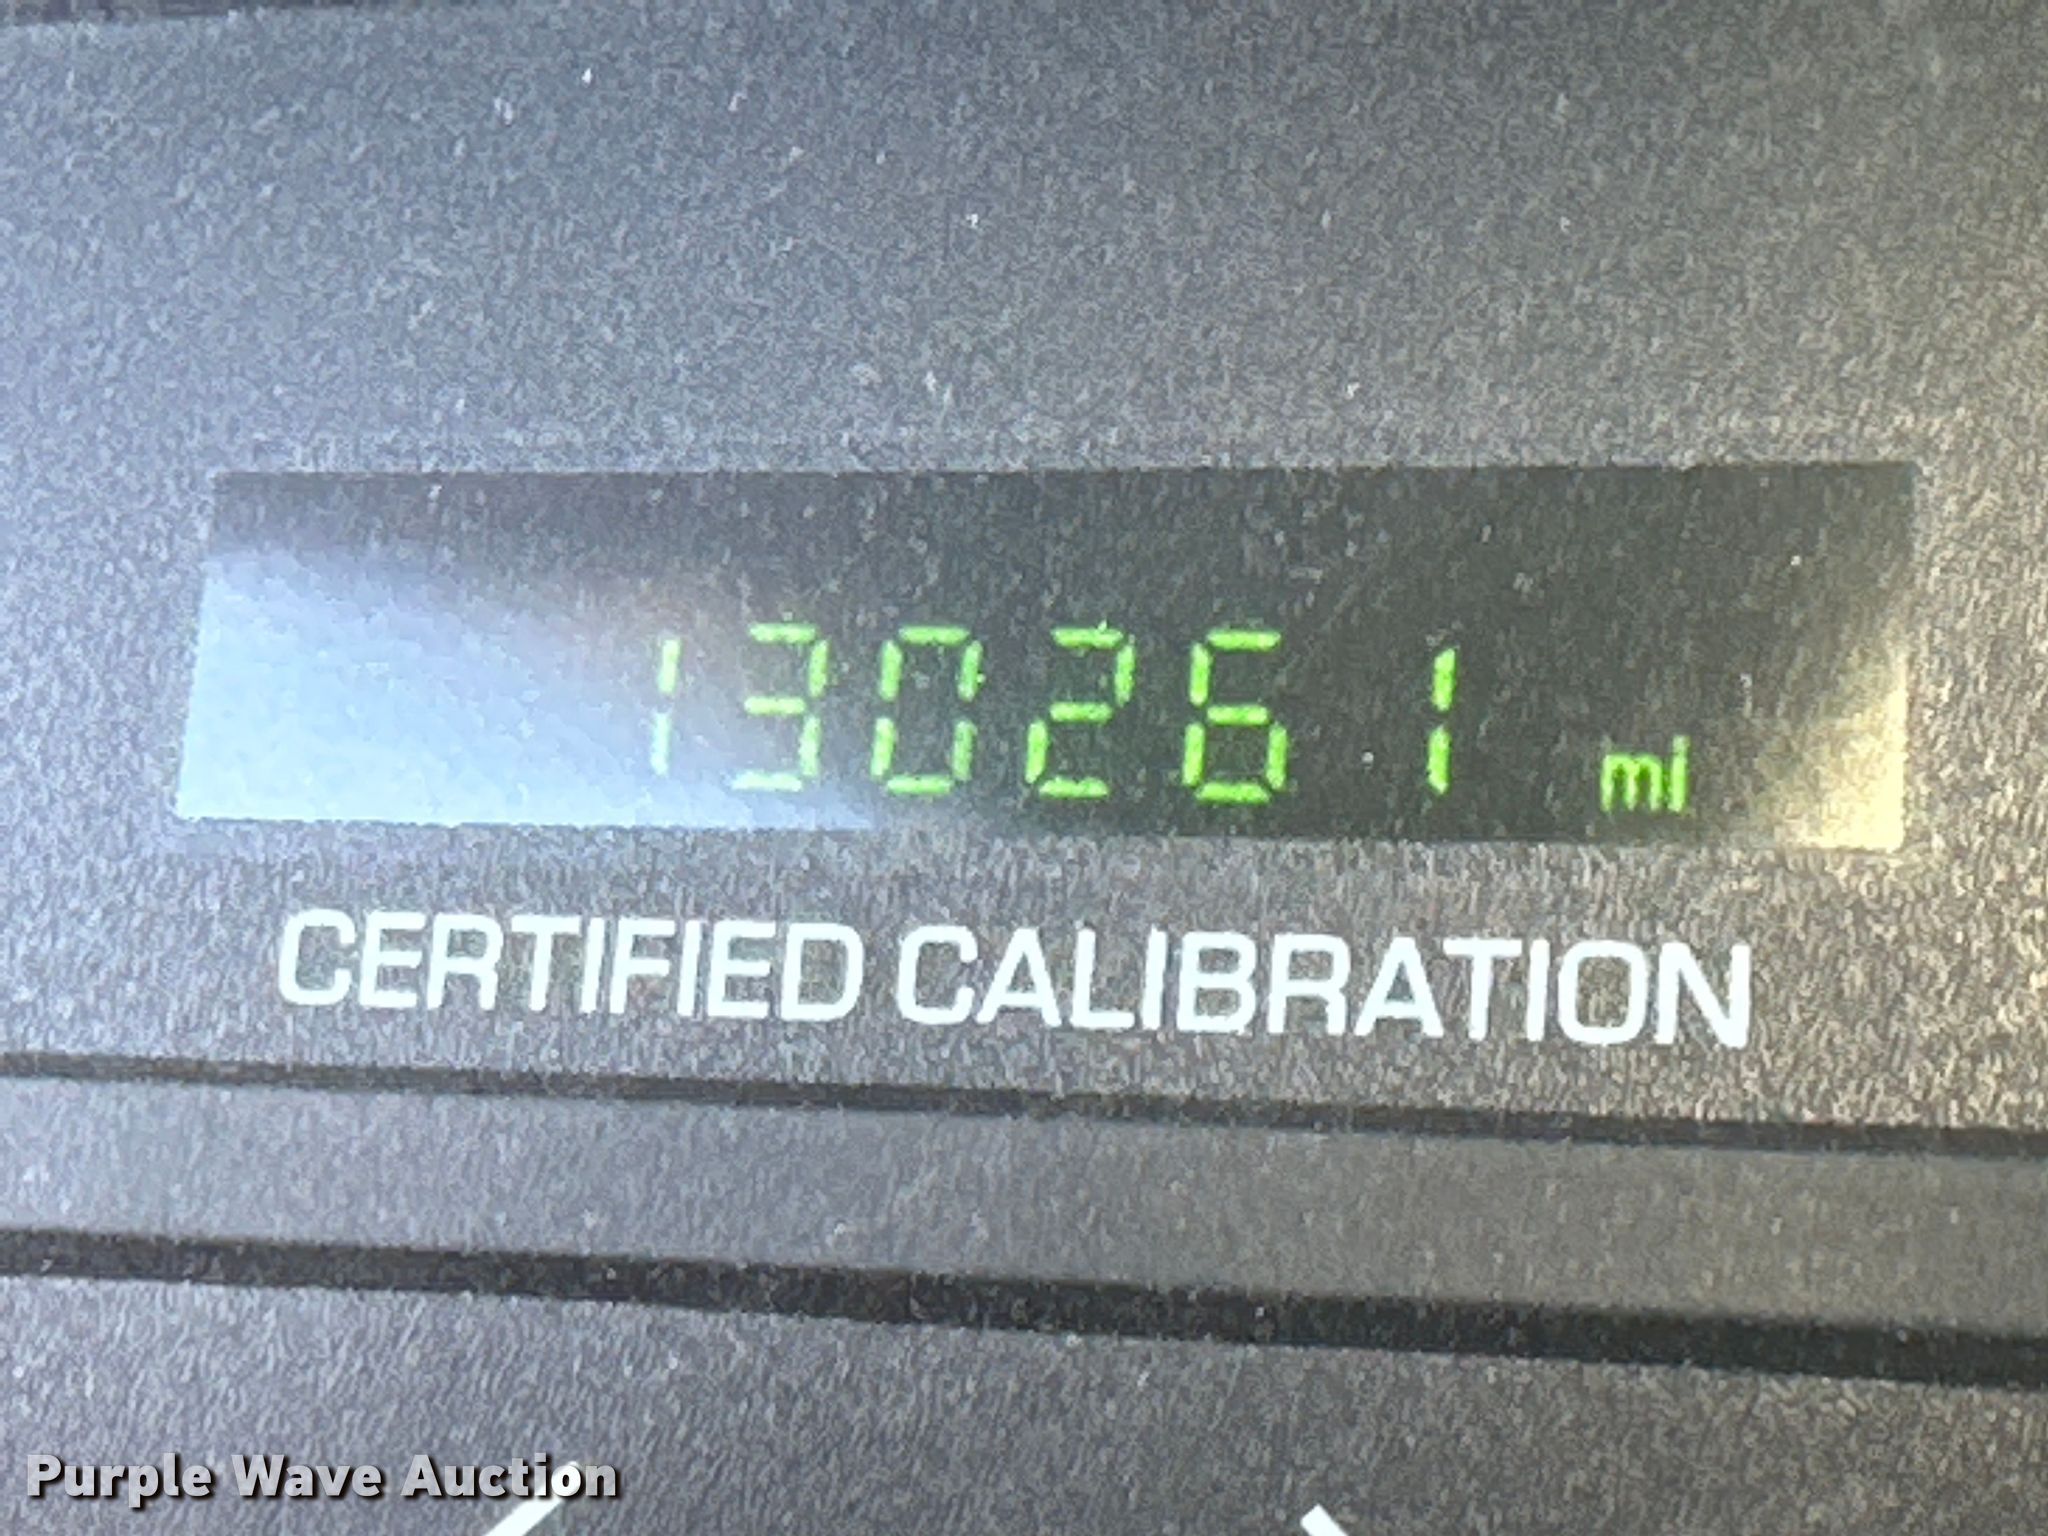 130261 mi
CERTIFIED CALIBRATION
Purple Wave Auction